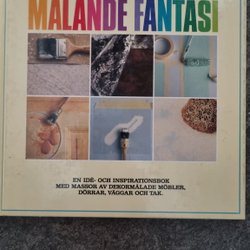 MÅLANDE FANTASI
EN IDÉ- OCH INSPIRATIONSBOK
MED MASSOR AV DEKORMÅLADE MÖBLER,
DÖRRAR, VÄGGAR OCH TAK.